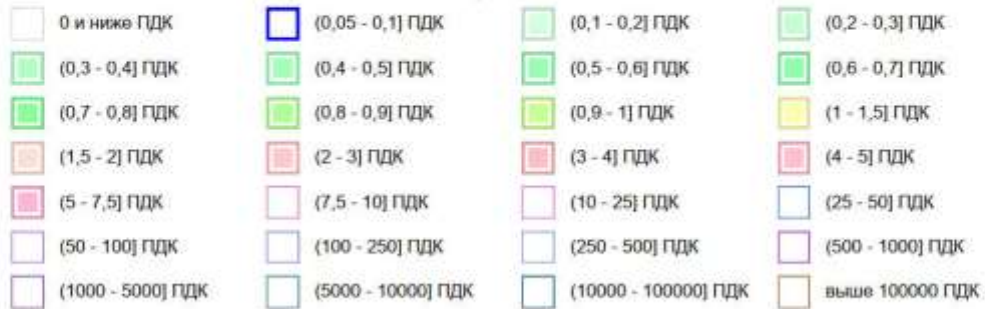 0 и ниже ПДК (0,05 - 0,1] ПДК (0,1 - 0,2] ПДК (0,2 - 0,3] ПДК
(0,3 - 0,4] ПДК (0,4 - 0,5] ПДК (0,5 - 0,6] ПДК (0,6 - 0,7] ПДК
(0,7 - 0,8] ПДК (0,8 - 0,9] ПДК (0,9 - 1] ПДК (1 - 1,5] ПДК
(1,5 - 2] ПДК (2 - 3] ПДК (3 - 4] ПДК (4 - 5] ПДК
(5 - 7,5] ПДК (7,5 - 10] ПДК (10 - 25] ПДК (25 - 50] ПДК
(50 - 100] ПДК (100 - 250] ПДК (250 - 500] ПДК (500 - 1000] ПДК
(1000 - 5000] ПДК (5000 - 10000] ПДК (10000 - 100000] ПДК выше 100000 ПДК